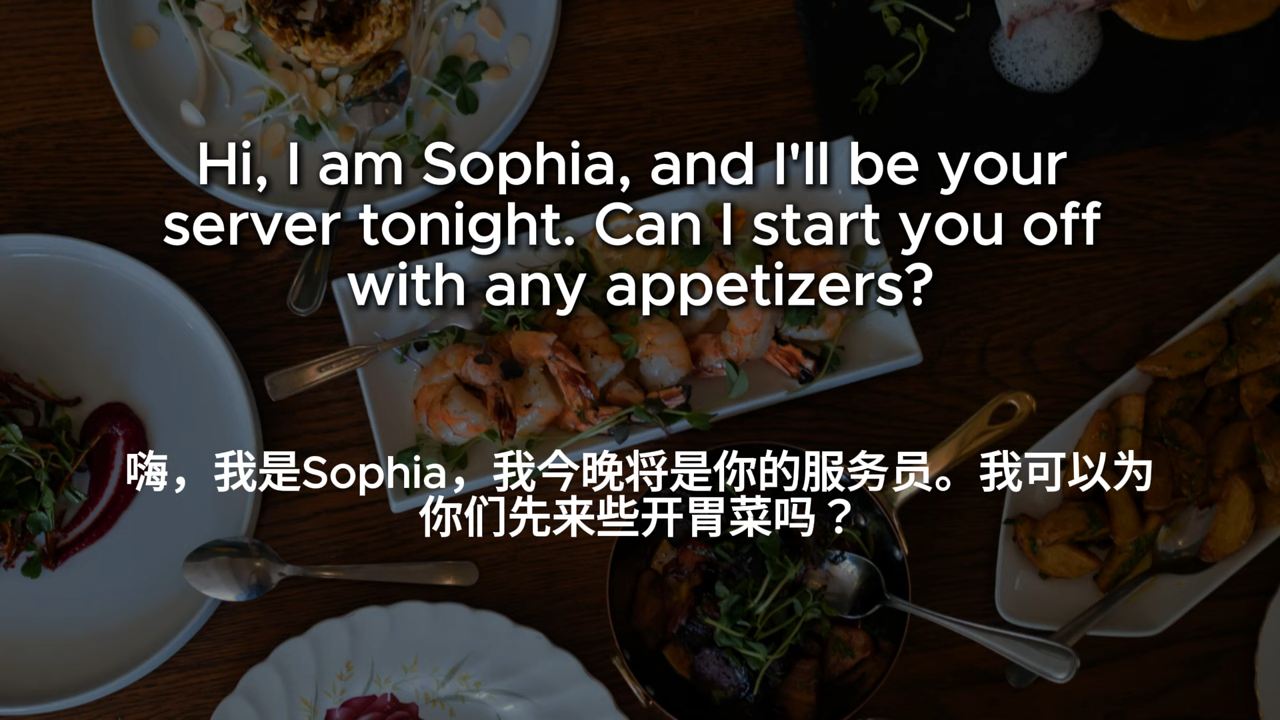 Hi, I am Sophia, and I'll be your
server tonight. Can I start you off
with any appetizers?
嗨，我是Sophia，我今晚将是你的服务员。我可以为
你们先来些开胃菜吗？